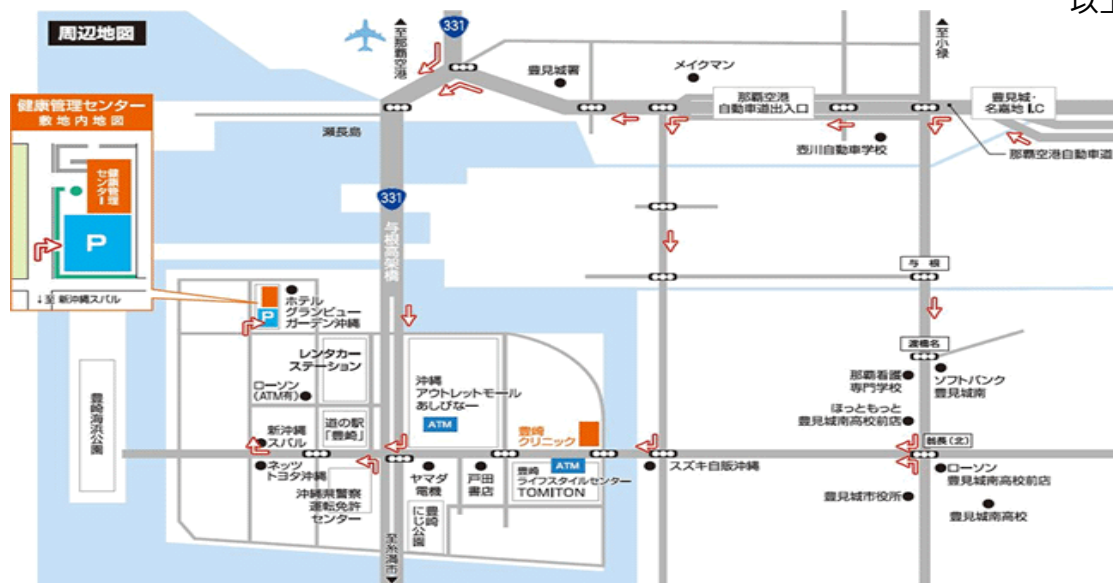 以上
周辺地図
331
至那覇空港
至小禄
豊見城署
メイクマン
那覇空港
自動車道出入口
豊見城・
名嘉地 I.C
健康管理センター
敷地内地図
健康管理
センター
P
↓至 新沖縄スバル
瀬長島
壺川自動車学校
那覇空港自動車道
331
与根高架橋
与 根
ホテル
グランビュー
ガーデン沖縄
P
渡橋名
レンタカー
ステーション
沖縄
アウトレットモール
あしびなー
ATM
那覇看護
専門学校
ソフトバンク
豊見城南
ローソン
(ATM有)
ほっともっと
豊見城南高校前店
豊崎海浜公園
新沖縄
スバル
道の駅
「豊崎」
豊崎
クリニック
翁長(北)
ネッツ
トヨタ沖縄
沖縄県警察
運転免許
センター
ヤマダ
電機
戸田
書店
豊崎
ATM
ライフスタイルセンター
TOMITON
スズキ自販沖縄
ローソン
豊見城南高校前店
豊見城市役所
豊見城南高校
豊崎
にじ公園
至糸満市